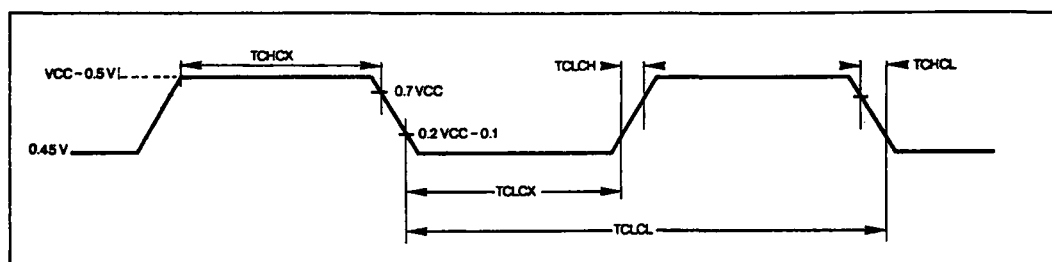 TCHCX
VCC – 0.5 V
TCLCH
TCHCL
0.7 VCC
0.2 VCC – 0.1
0.45 V
TCLCX
TCLCL